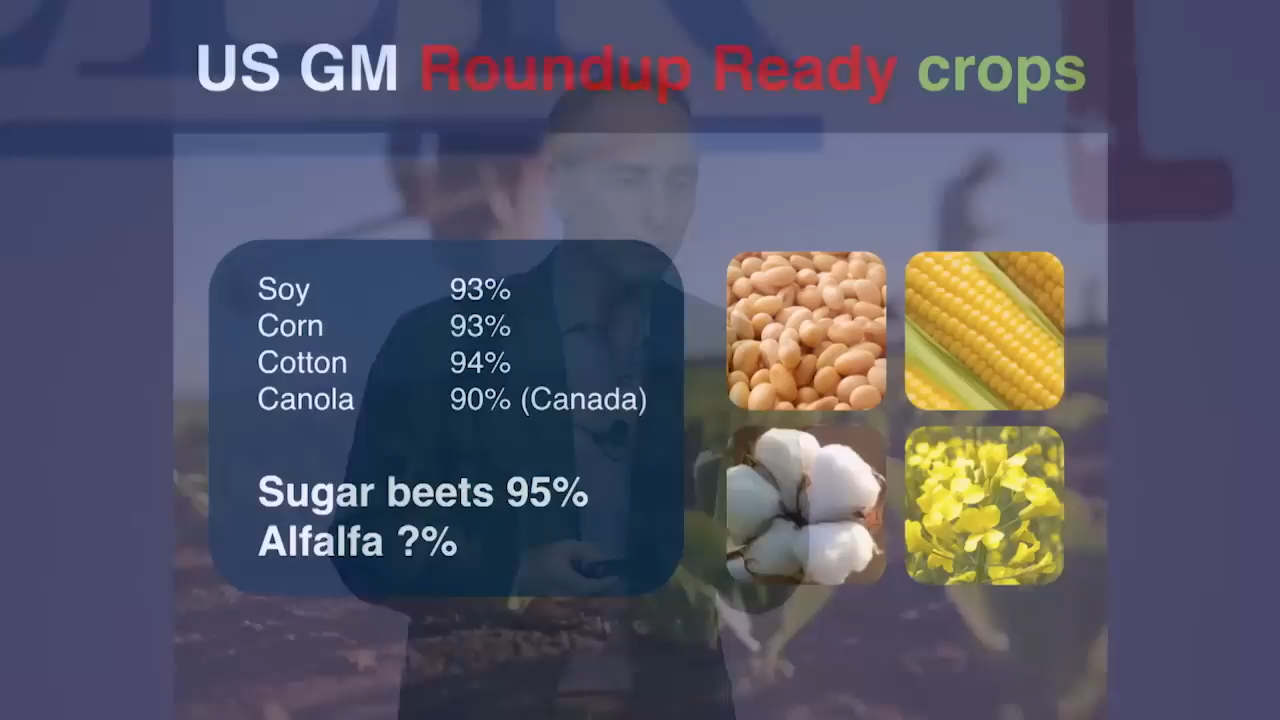 US GM Roundup Ready crops
Soy 93%
Corn 93%
Cotton 94%
Canola 90% (Canada)
Sugar beets 95%
Alfalfa ?%